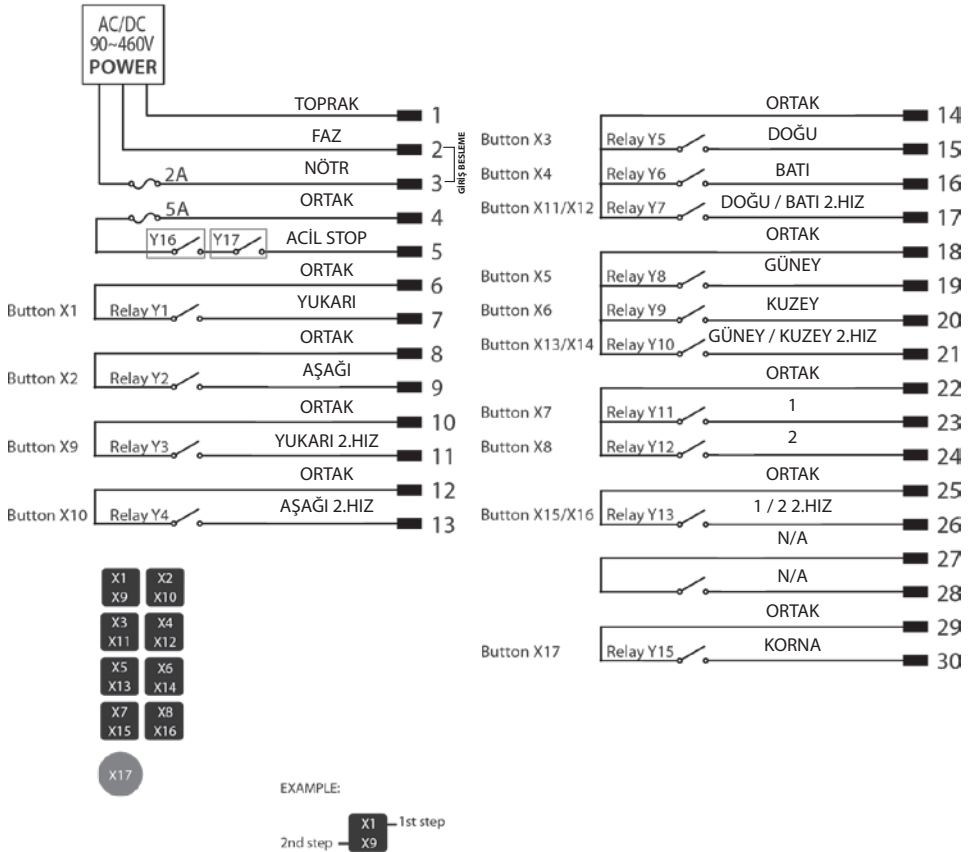 AC/DC
90~460V
POWER
TOPRAK 1
FAZ 2
2A NÖTR 3
GİRİŞ BESLEME
5A ORTAK 4
Y16 Y17 ACİL STOP 5
ORTAK 6
Button X1 Relay Y1 YUKARI 7
ORTAK 8
Button X2 Relay Y2 AŞAĞI 9
ORTAK 10
Button X9 Relay Y3 YUKARI 2.HIZ 11
ORTAK 12
Button X10 Relay Y4 AŞAĞI 2.HIZ 13
ORTAK 14
Button X3 Relay Y5 DOĞU 15
Button X4 Relay Y6 BATI 16
Button X11/X12 Relay Y7 DOĞU / BATI 2.HIZ 17
ORTAK 18
Button X5 Relay Y8 GÜNEY 19
Button X6 Relay Y9 KUZEY 20
Button X13/X14 Relay Y10 GÜNEY / KUZEY 2.HIZ 21
ORTAK 22
Button X7 Relay Y11 1 23
Button X8 Relay Y12 2 24
ORTAK 25
Button X15/X16 Relay Y13 1 / 2 2.HIZ 26
N/A 27
N/A 28
ORTAK 29
Button X17 Relay Y15 KORNA 30
X1 X2
X9 X10
X3 X4
X11 X12
X5 X6
X13 X14
X7 X8
X15 X16
X17
EXAMPLE:
X1 1st step
2nd step X9